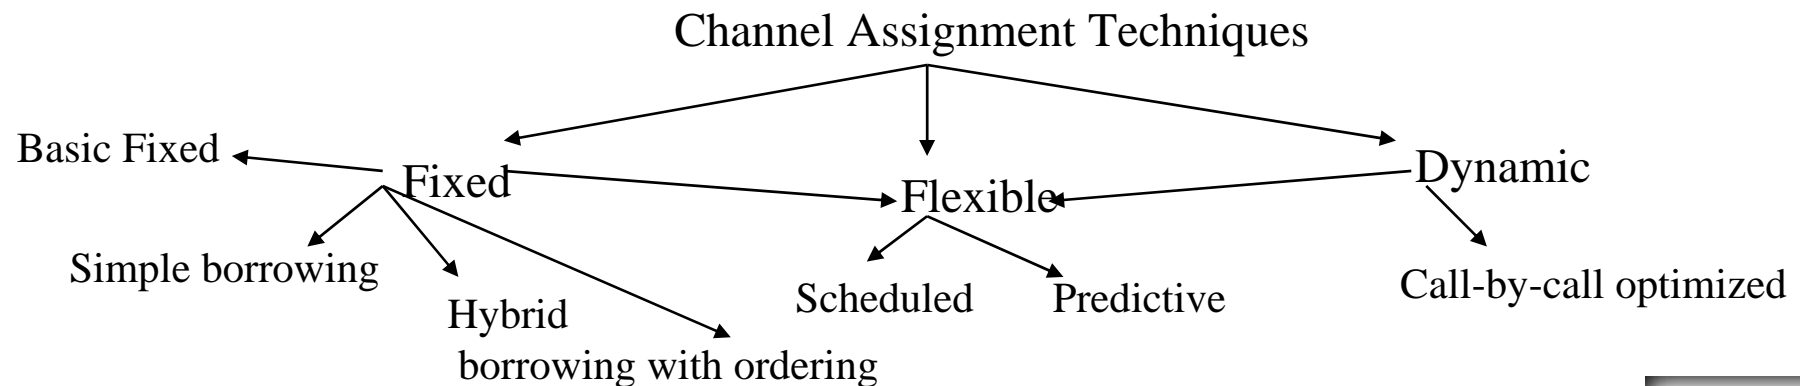 Channel Assignment Techniques
Basic Fixed
Fixed
Flexible
Dynamic
Simple borrowing
Hybrid
borrowing with ordering
Scheduled
Predictive
Call-by-call optimized